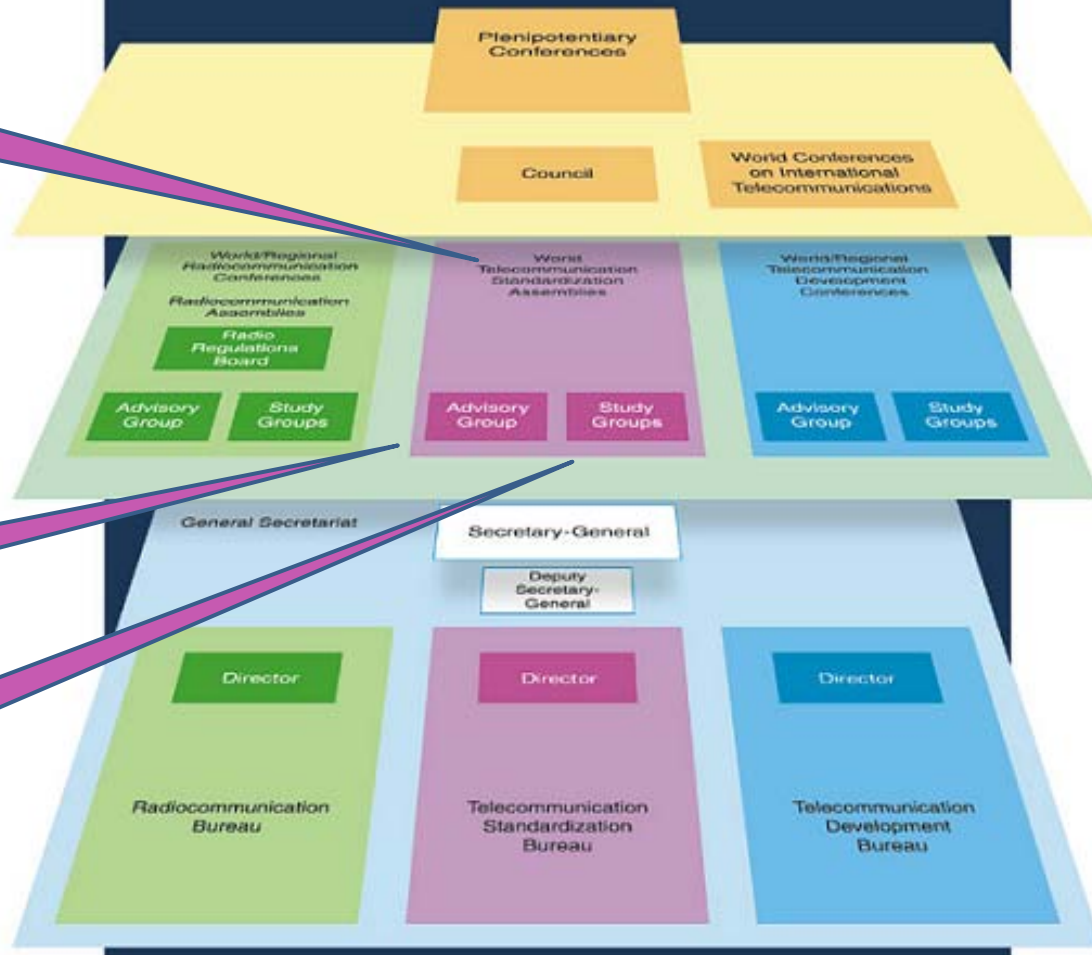 Plenipotentiary
Conferences
Council
World Conferences
on International
Telecommunications
World/Regional
Radiocommunication
Conferences
Radiocommunication
Assemblies
Radio
Regulations
Board
Advisory
Group
Study
Groups
World
Telecommunication
Standardization
Assemblies
Advisory
Group
Study
Groups
World/Regional
Telecommunication
Development
Conferences
Advisory
Group
Study
Groups
General Secretariat
Secretary-General
Deputy
Secretary-
General
Director
Radiocommunication
Bureau
Director
Telecommunication
Standardization
Bureau
Director
Telecommunication
Development
Bureau